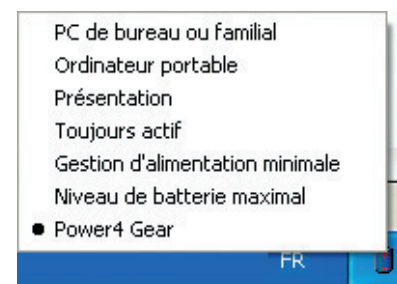 PC de bureau ou familial
Ordinateur portable
Présentation
Toujours actif
Gestion d'alimentation minimale
Niveau de batterie maximal
Power4 Gear
FR